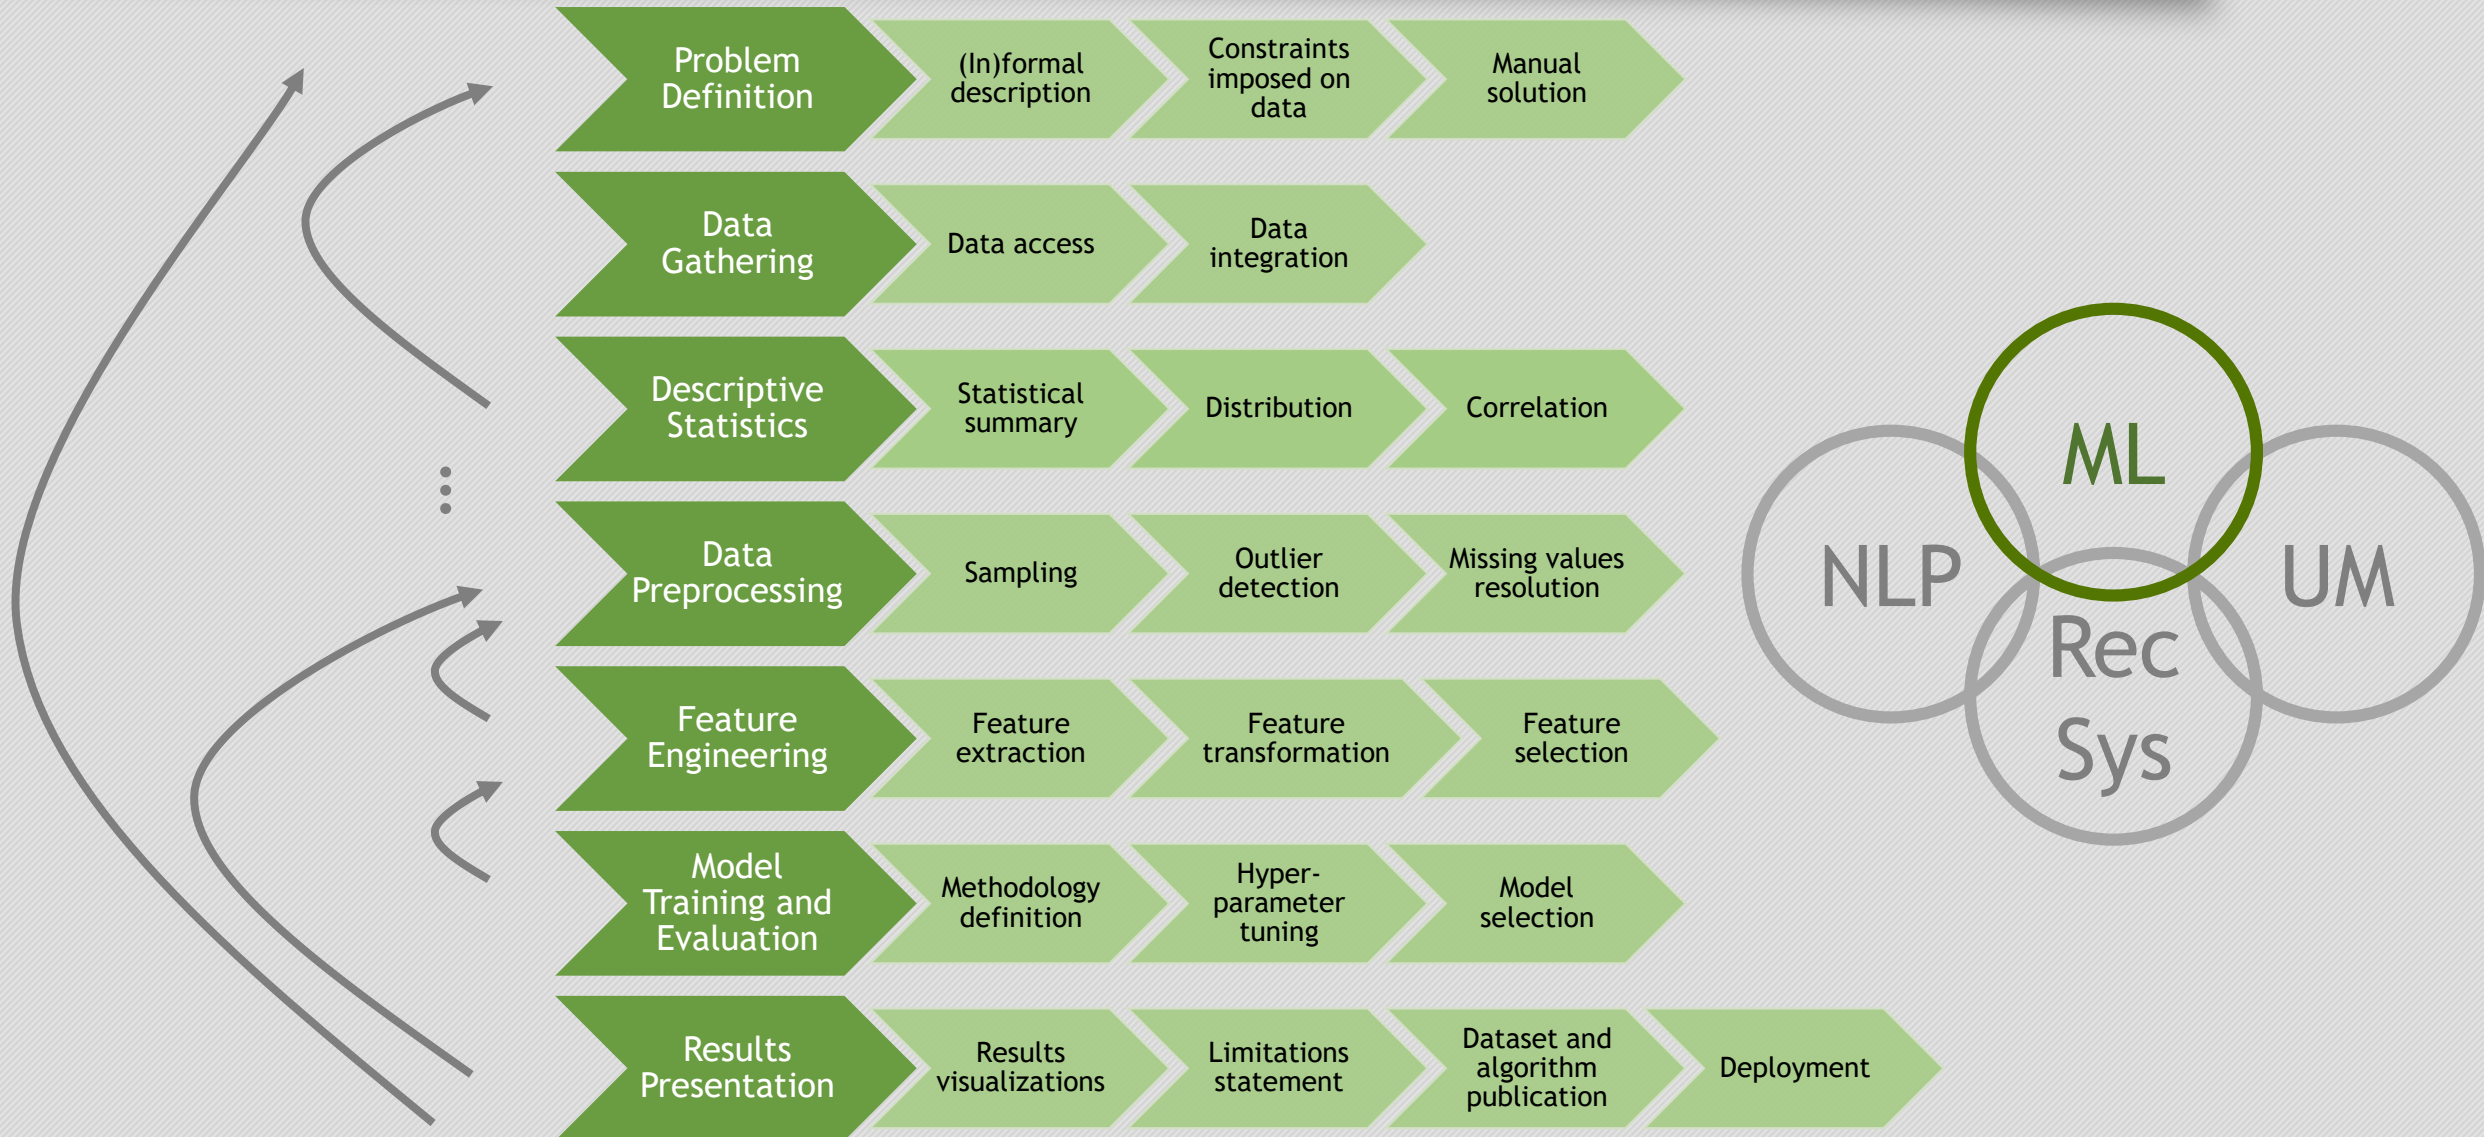 Problem
Definition
(In)formal
description
Constraints
imposed on
data
Manual
solution
Data
Gathering
Data access
Data
integration
Descriptive
Statistics
Statistical
summary
Distribution
Correlation
Data
Preprocessing
Sampling
Outlier
detection
Missing values
resolution
Feature
Engineering
Feature
extraction
Feature
transformation
Feature
selection
Model
Training and
Evaluation
Methodology
definition
Hyper-
parameter
tuning
Model
selection
Results
Presentation
Results
visualizations
Limitations
statement
Dataset and
algorithm
publication
Deployment
ML
NLP
UM
Rec
Sys